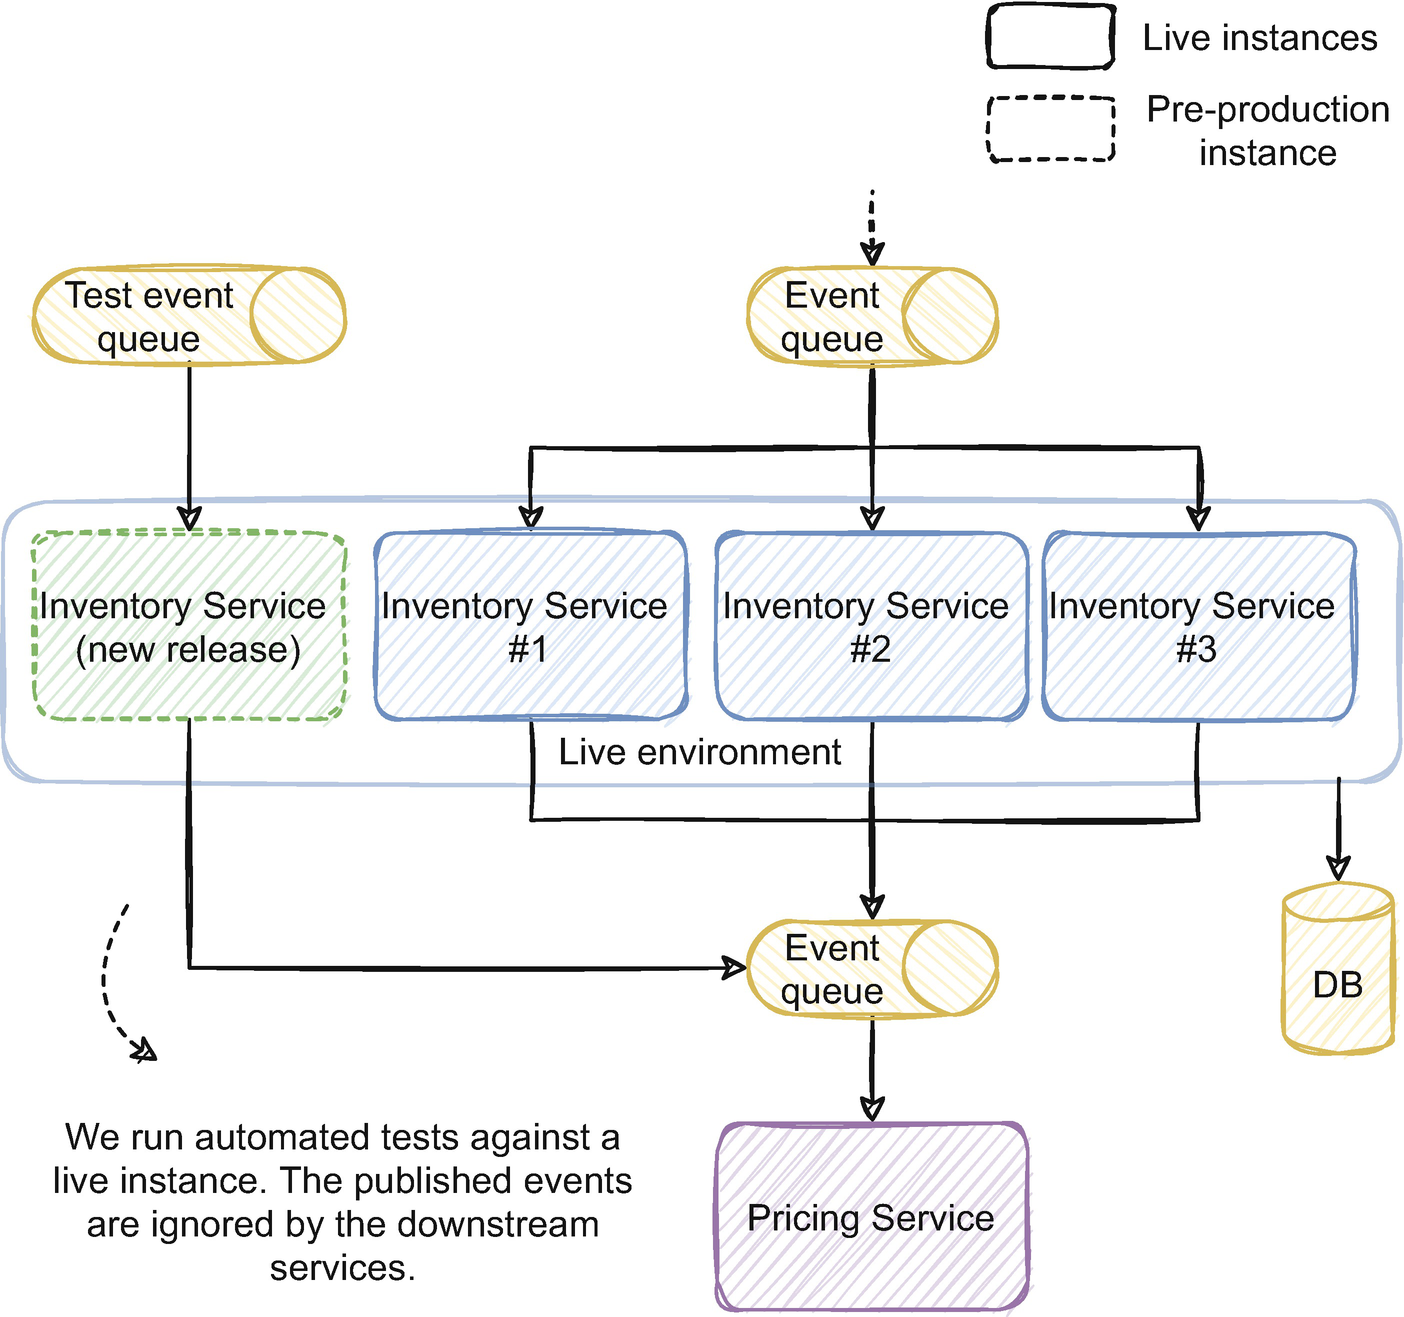 Live instances
Pre-production
instance
Test event
queue
Event
queue
Inventory Service
(new release)
Inventory Service
#1
Inventory Service
#2
Inventory Service
#3
Live environment
Event
queue
DB
We run automated tests against a
live instance. The published events
are ignored by the downstream
services.
Pricing Service